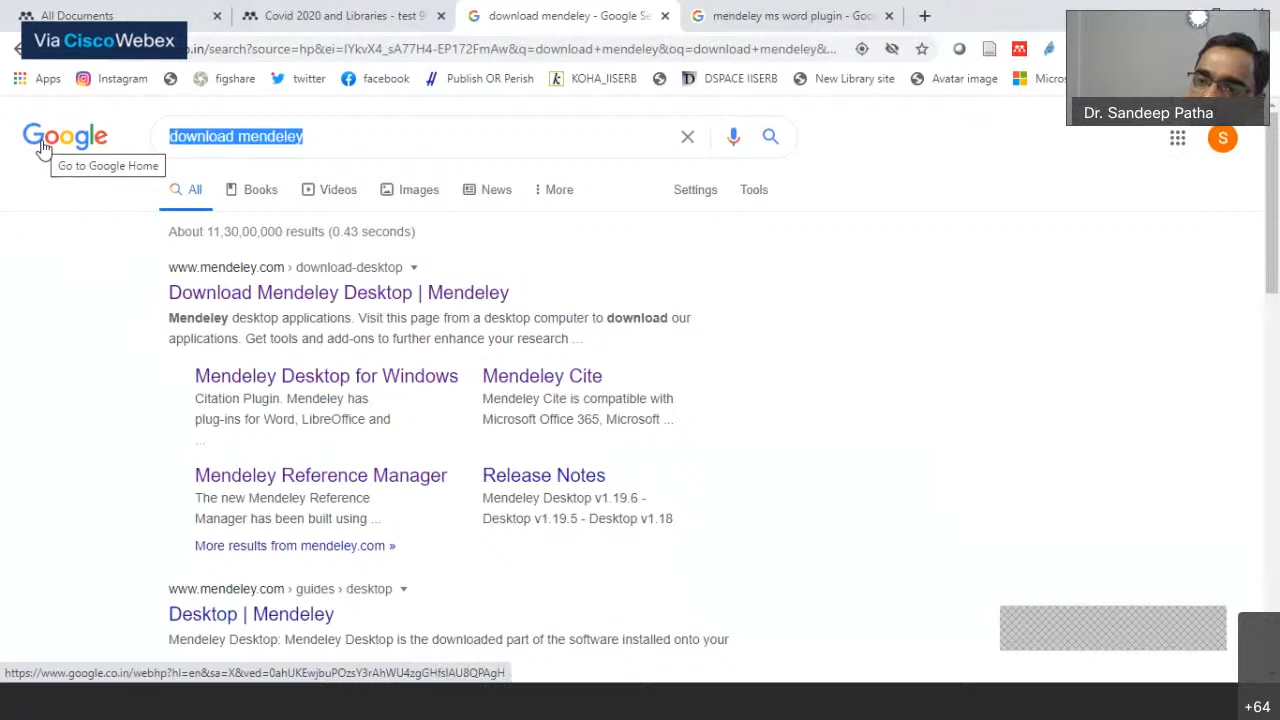 All Documents
Covid 2020 and Libraries - test 9
download mendeley - Google Se
mendeley ms word plugin - Goo
Via CiscoWebex
.in/search?source=hp&ei=IYkvX4_sA77H4-EP172FmAw&q=download+mendeley&oq=download+mendeley&...
Apps
Instagram
figshare
twitter
facebook
Publish OR Perish
KOHA_IISERB
DSPACE IISERB
New Library site
Avatar image
Micros
Dr. Sandeep Patha
Google
download mendeley
S
Go to Google Home
All
Books
Videos
Images
News
More
Settings
Tools
About 11,30,00,000 results (0.43 seconds)
www.mendeley.com › download-desktop
Download Mendeley Desktop | Mendeley
Mendeley desktop applications. Visit this page from a desktop computer to download our
applications. Get tools and add-ons to further enhance your research ...
Mendeley Desktop for Windows
Citation Plugin. Mendeley has
plug-ins for Word, LibreOffice and
...
Mendeley Cite
Mendeley Cite is compatible with
Microsoft Office 365, Microsoft ...
Mendeley Reference Manager
The new Mendeley Reference
Manager has been built using ...
Release Notes
Mendeley Desktop v1.19.6 -
Desktop v1.19.5 - Desktop v1.18
More results from mendeley.com »
www.mendeley.com › guides › desktop
Desktop | Mendeley
Mendeley Desktop: Mendeley Desktop is the downloaded part of the software installed onto your
https://www.google.co.in/webhp?hl=en&sa=X&ved=0ahUKEwjbuPOzsY3rAhWU4zgGHfsIAU8QPAgH
+64